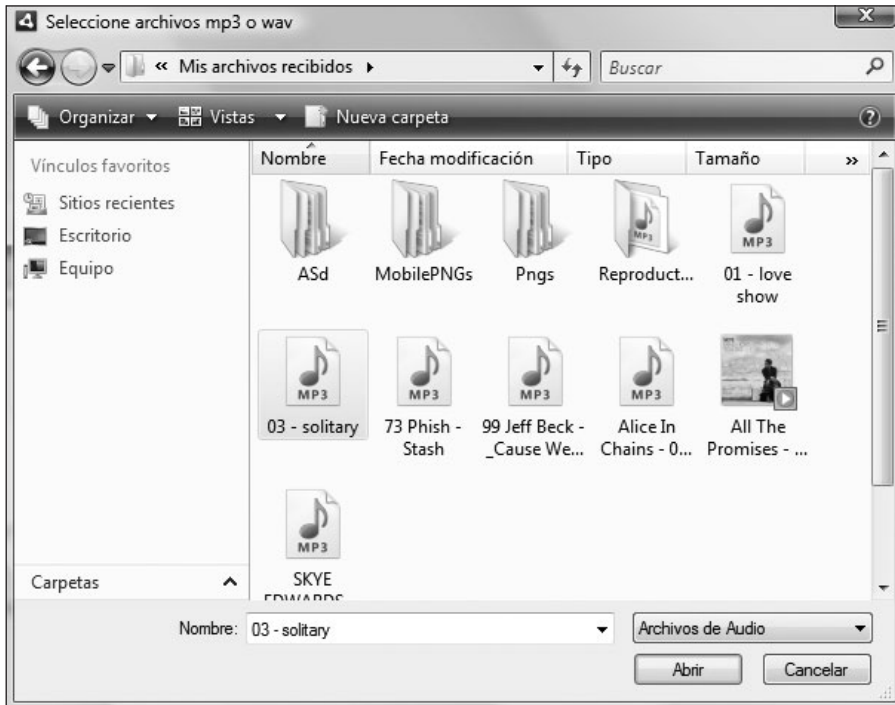 Seleccione archivos mp3 o wav
« Mis archivos recibidos
Buscar
Organizar Vistas Nueva carpeta ?
Vínculos favoritos
Sitios recientes
Escritorio
Equipo
Carpetas
Nombre Fecha modificación Tipo Tamaño »
MP3 MP3
ASd MobilePNGs Pngs Reproduct... 01 - love
show
MP3 MP3 MP3 MP3
03 - solitary 73 Phish - 99 Jeff Beck - Alice In All The
Stash _Cause We... Chains - 0... Promises - ...
MP3
SKYE
EDWARDS
Nombre: 03 - solitary Archivos de Audio
Abrir Cancelar